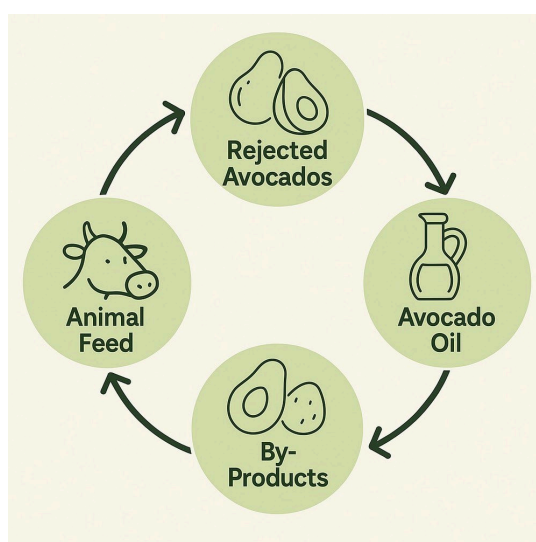 Rejected
Avocados
Avocado
Oil
By-
Products
Animal
Feed